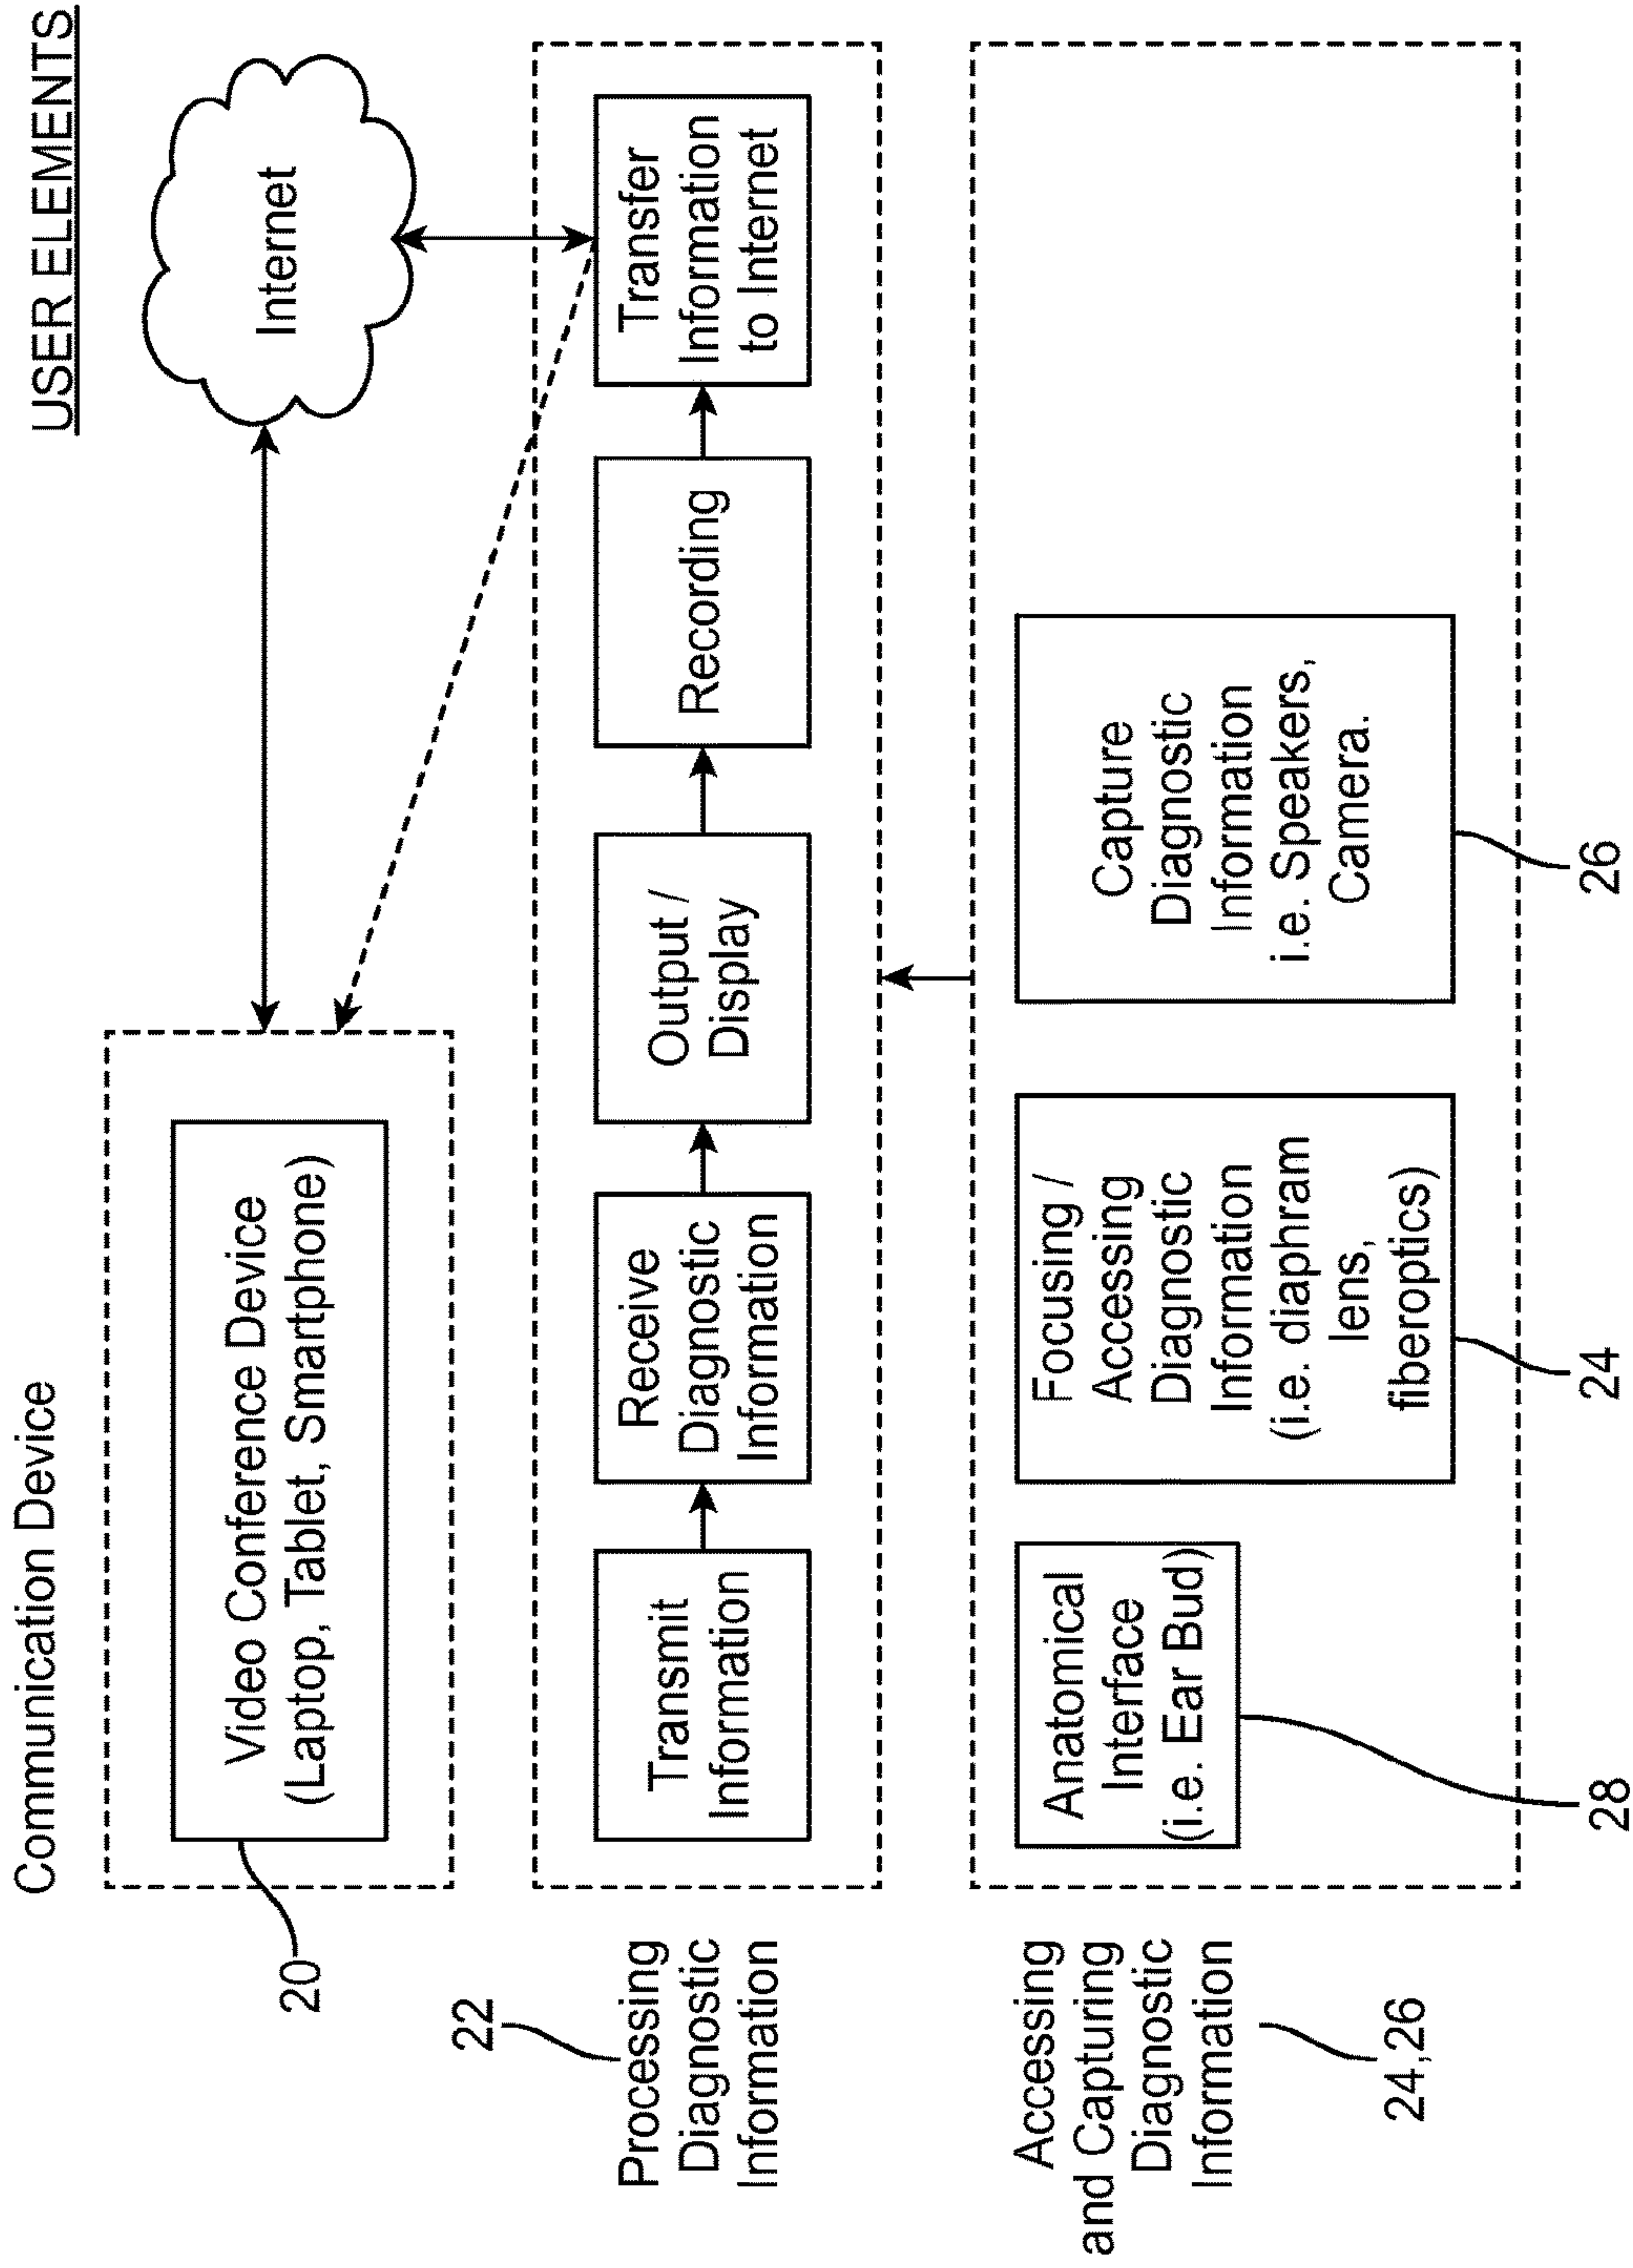 USER ELEMENTS
Communication Device
Video Conference Device
(Laptop, Tablet, Smartphone)
20
Internet
22
Processing
Diagnostic
Information
Transmit
Information
Receive
Diagnostic
Information
Output /
Display
Recording
Transfer
Information
to Internet
Accessing
and Capturing
Diagnostic
Information
24,26
Anatomical
Interface
(i.e. Ear Bud)
28
Focusing /
Accessing
Diagnostic
Information
(i.e. diaphram
lens,
fiberoptics)
24
Capture
Diagnostic
Information
i.e. Speakers,
Camera.
26